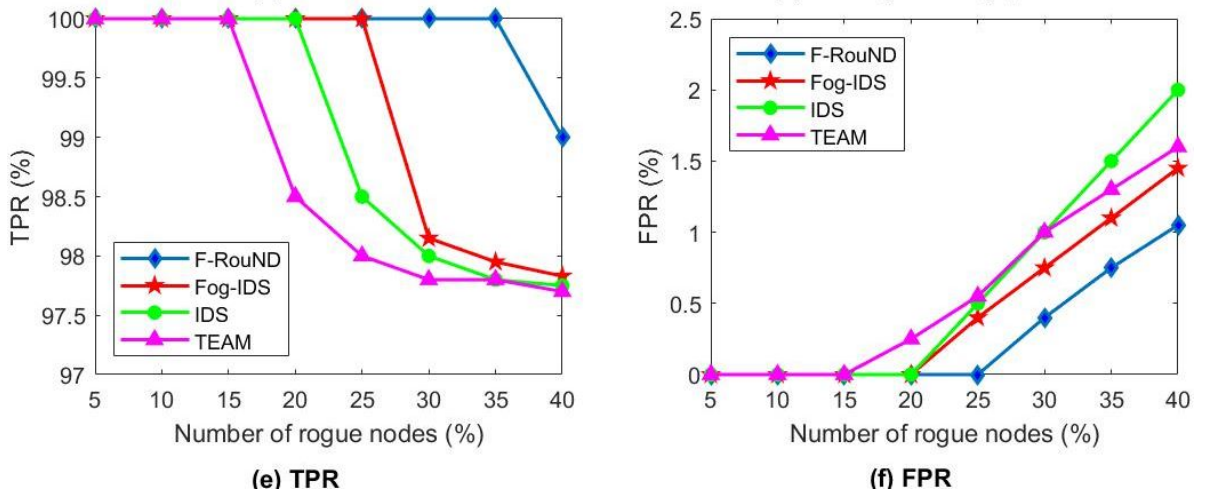 100
99.5
99
98.5
98
97.5
97
TPR (%)
F-RouND
Fog-IDS
IDS
TEAM
5 10 15 20 25 30 35 40
Number of rogue nodes (%)
(e) TPR
2.5
2
1.5
1
0.5
0
FPR (%)
F-RouND
Fog-IDS
IDS
TEAM
5 10 15 20 25 30 35 40
Number of rogue nodes (%)
(f) FPR